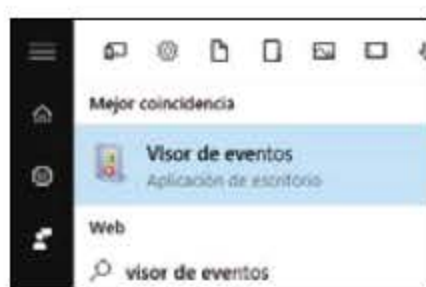 Mejor coincidencia
Visor de eventos
Aplicación de escritorio
Web
visor de eventos